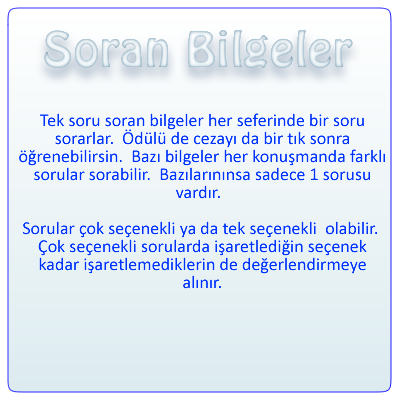 Soran Bilgeler
Tek soru soran bilgeler her seferinde bir soru
sorarlar. Ödülü de cezayı da bir tık sonra
öğrenebilirsin. Bazı bilgeler her konuşmanda farklı
sorular sorabilir. Bazılarınınsa sadece 1 sorusu
vardır.
Sorular çok seçenekli ya da tek seçenekli olabilir.
Çok seçenekli sorularda işaretlediğin seçenek
kadar işaretlemediklerin de değerlendirmeye
alınır.